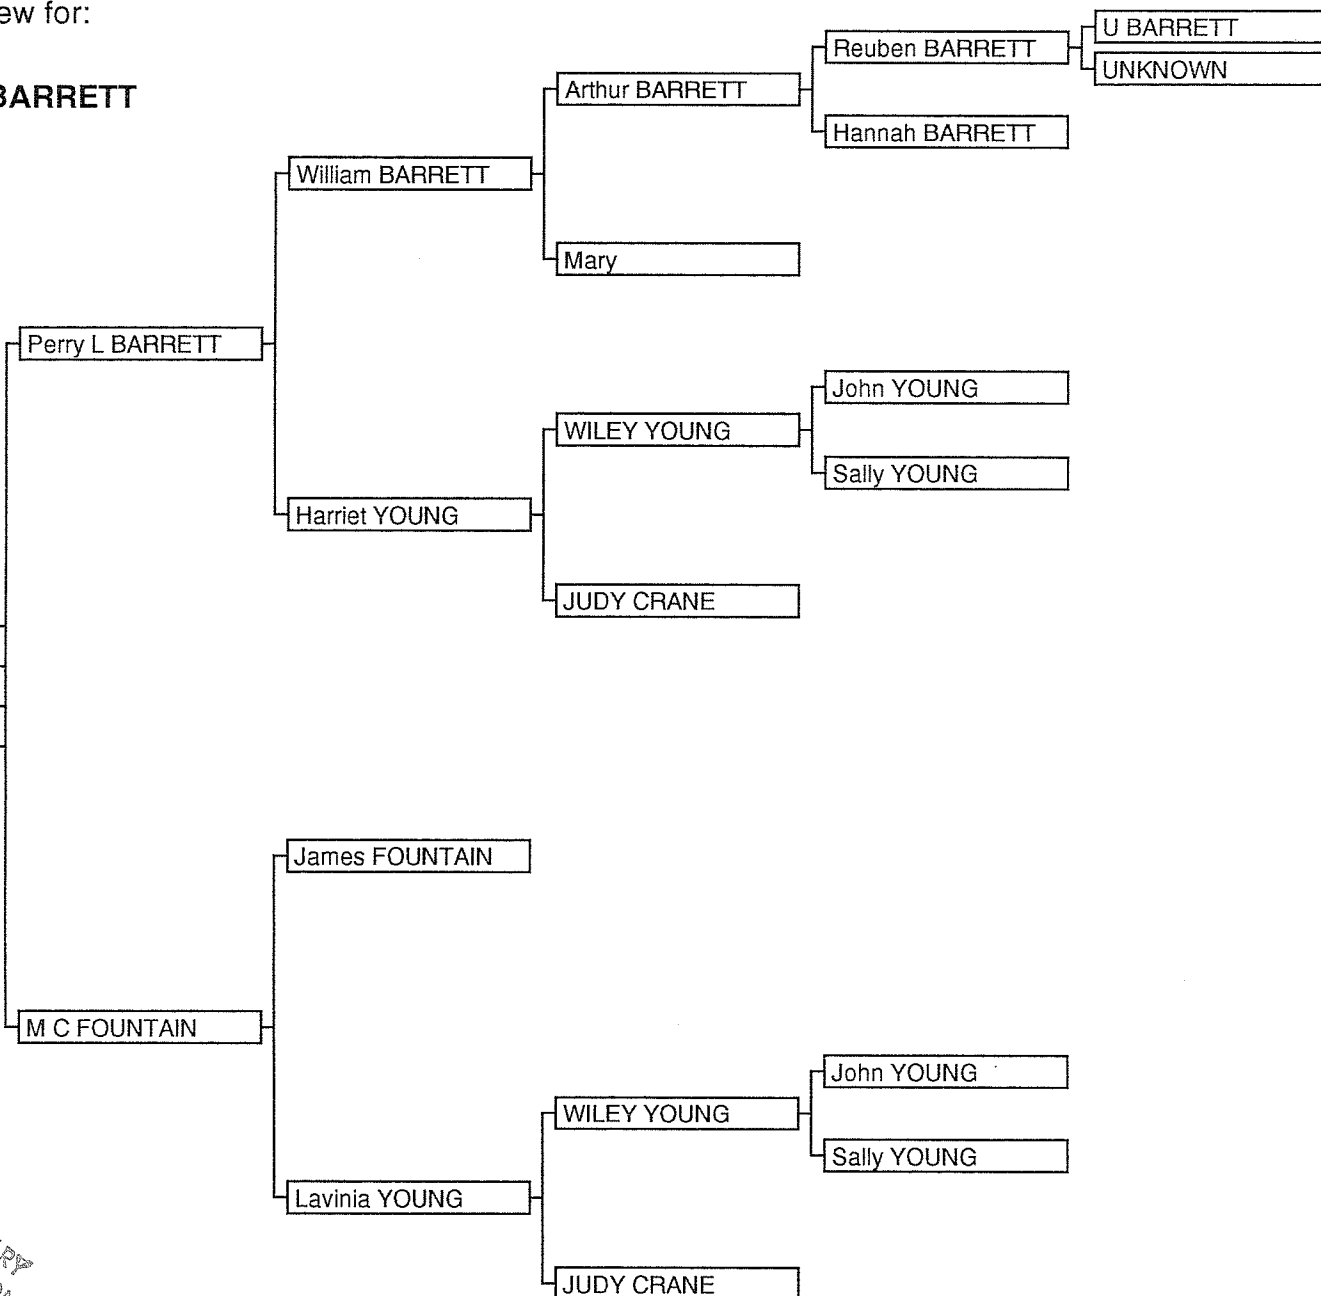 ew for:
BARRETT
U BARRETT
Reuben BARRETT
UNKNOWN
Arthur BARRETT
Hannah BARRETT
William BARRETT
Mary
Perry L BARRETT
John YOUNG
WILEY YOUNG
Sally YOUNG
Harriet YOUNG
JUDY CRANE
James FOUNTAIN
M C FOUNTAIN
John YOUNG
WILEY YOUNG
Sally YOUNG
Lavinia YOUNG
JUDY CRANE